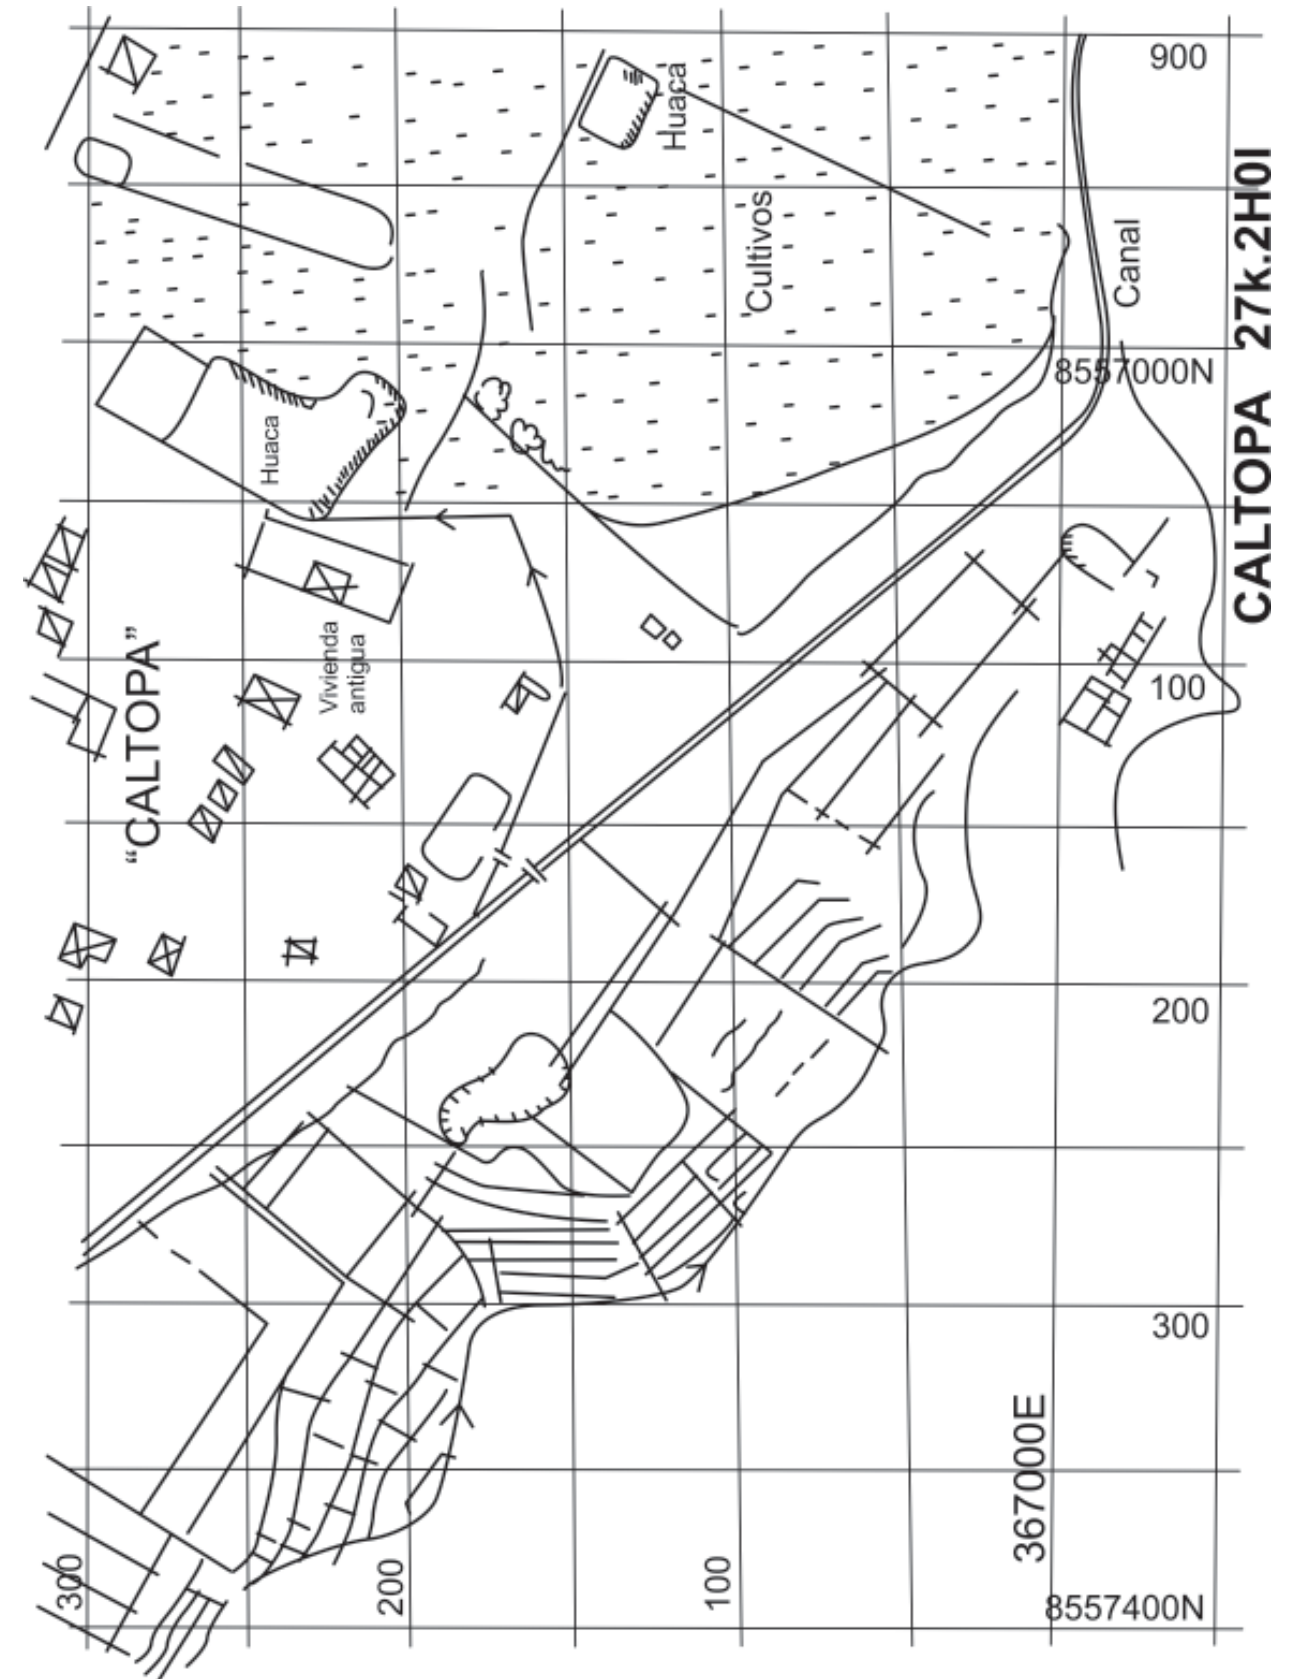 900
Huaca
Cultivos
Canal
8557000N
Huaca
CALTOPA 27k.2H0I
Vivienda
antigua
“CALTOPA”
100
200
300
367000E
300
200
100
8557400N